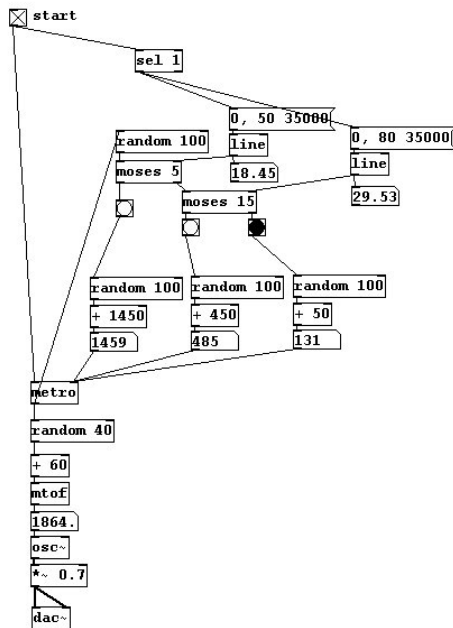 start
sel 1
0, 50 35000
random 100
0, 80 35000
line
line
moses 5
18.45
moses 15
29.53
random 100
random 100
random 100
+ 1450
+ 450
+ 50
1459
485
131
metro
random 40
+ 60
mtof
1864.
osc~
*~ 0.7
dac~